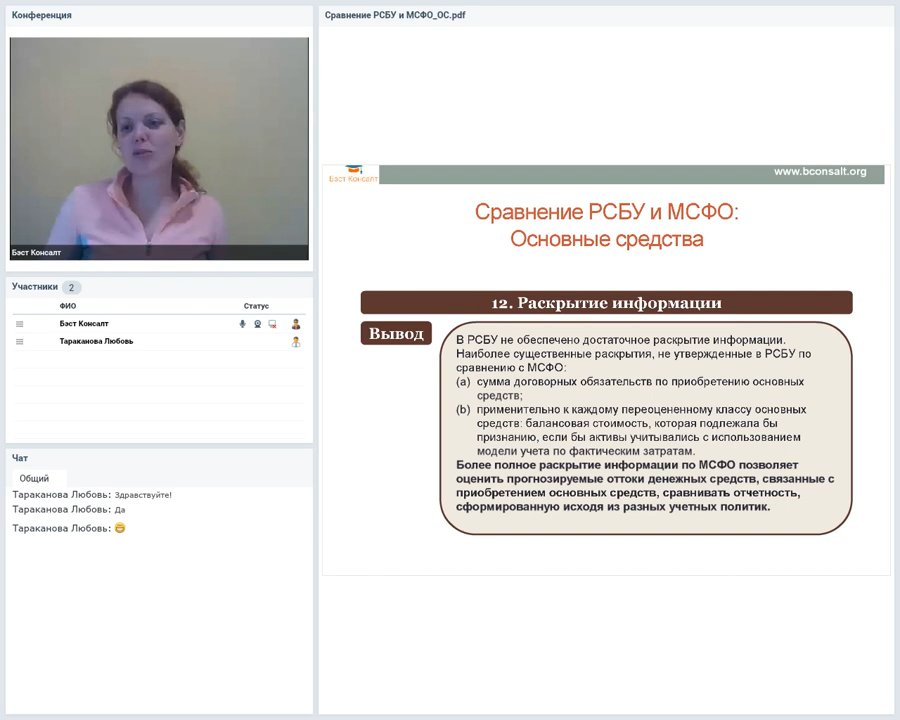 Конференция
Бэст Консалт
Участники 2
ФИО Статус
Бэст Консалт
Тараканова Любовь
Чат
Общий
Тараканова Любовь: Здравствуйте!
Тараканова Любовь: Да
Тараканова Любовь:
Сравнение РСБУ и МСФО_ОС.pdf
Бэст Консалт
www.bconsalt.org
Сравнение РСБУ и МСФО:
Основные средства
12. Раскрытие информации
Вывод
В РСБУ не обеспечено достаточное раскрытие информации.
Наиболее существенные раскрытия, не утвержденные в РСБУ по
сравнению с МСФО:
(a) сумма договорных обязательств по приобретению основных
средств;
(b) применительно к каждому переоцененному классу основных
средств: балансовая стоимость, которая подлежала бы
признанию, если бы активы учитывались с использованием
модели учета по фактическим затратам.
Более полное раскрытие информации по МСФО позволяет
оценить прогнозируемые оттоки денежных средств, связанные с
приобретением основных средств, сравнивать отчетность,
сформированную исходя из разных учетных политик.